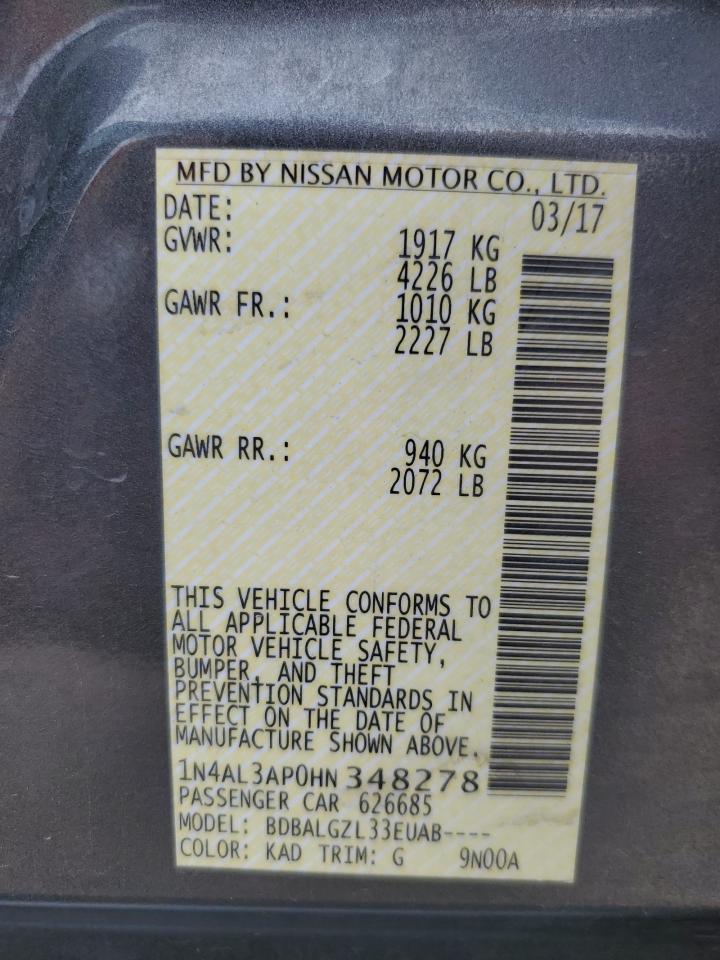 MFD BY NISSAN MOTOR CO., LTD.
DATE: 03/17
GVWR: 1917 KG
4226 LB
GAWR FR.: 1010 KG
2227 LB
GAWR RR.: 940 KG
2072 LB
THIS VEHICLE CONFORMS TO
ALL APPLICABLE FEDERAL
MOTOR VEHICLE SAFETY,
BUMPER, AND THEFT
PREVENTION STANDARDS IN
EFFECT ON THE DATE OF
MANUFACTURE SHOWN ABOVE.
1N4AL3AP0HN 348278
PASSENGER CAR 626685
MODEL: BDBALGZL33EUAB----
COLOR: KAD TRIM: G 9N00A